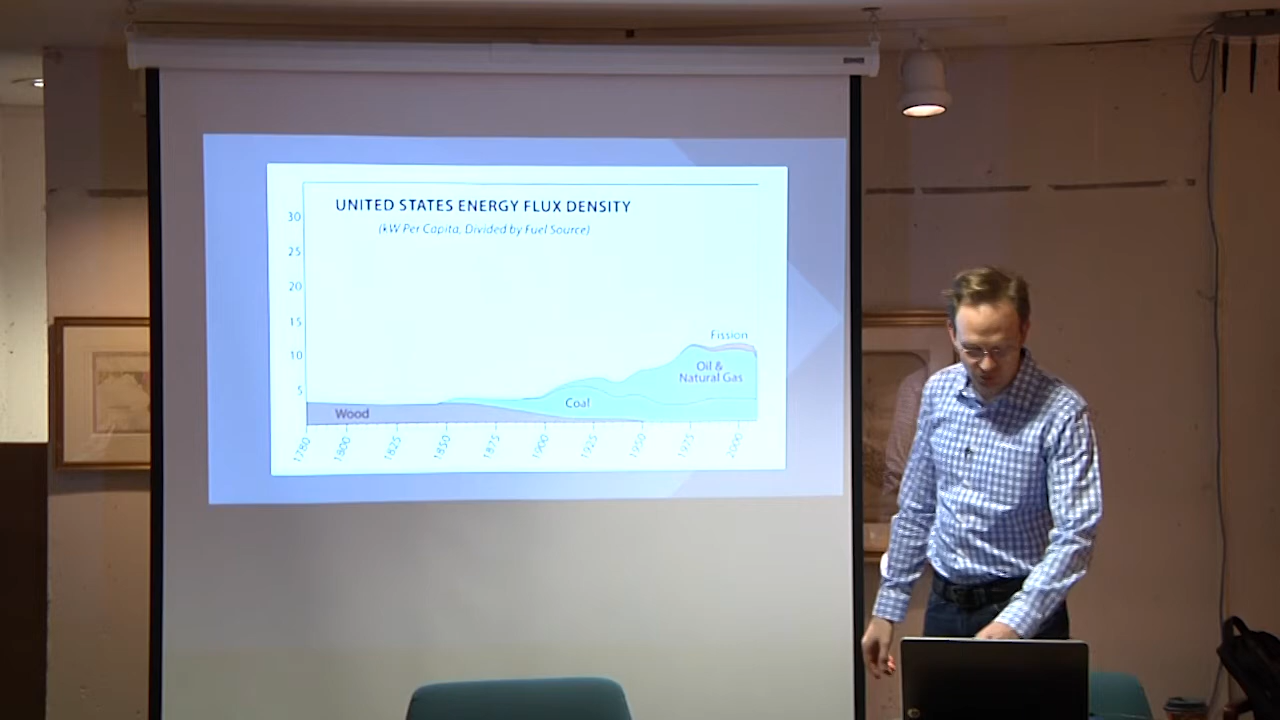 UNITED STATES ENERGY FLUX DENSITY
(kW Per Capita, Divided by Fuel Source)
30
25
20
15
10
5
Fission
Oil &
Natural Gas
Coal
Wood
1780
1800
1825
1850
1875
1900
1925
1950
1975
2000